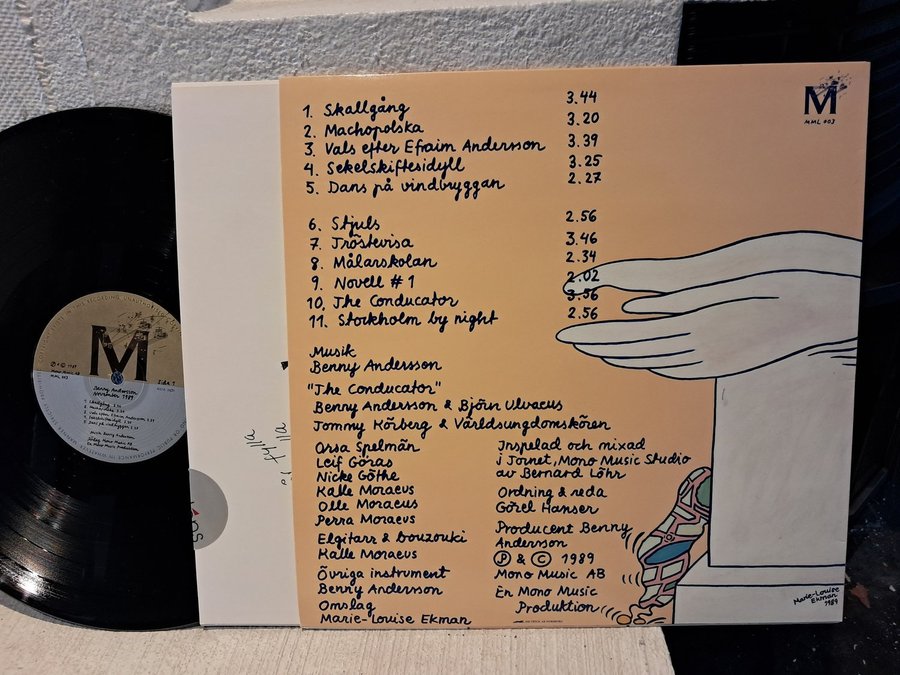 1. Skallgång 3.44
2. Machopolska 3.20
3. Vals efter Efraim Andersson 3.39
4. Sekelskiftesidyll 3.25
5. Dans på vindbryggan 2.27
6. Stjuls 2.56
7. Tröstevisa 3.46
8. Målarskolan 2.34
9. Novell #1 2.02
10. The Conducator 3.56
11. Stockholm by night 2.56
Musik
Benny Andersson
"The Conducator"
Benny Andersson & Björn Ulvaeus
Tommy Körberg & Världsungdomskören
Orsa Spelmän
Leif Göras
Nicke Göthe
Kalle Moraeus
Olle Moraeus
Perra Moraevs
Elgitarr & bouzouki
Kalle Moraevs
Övriga instrument
Benny Andersson
Omslag
Marie-Louise Ekman
Inspelad och mixad
i Tornet, Mono Music Studio
av Bernard Löhr
Ordning & reda
Görel Hanser
Producent Benny
Andersson
Ⓟ & © 1989
Mono Music AB
En Mono Music
Produktion
M
MML 003
Marie-Louise
Ekman
1989
M
Side 1
Benny Andersson
November 1989
fylla